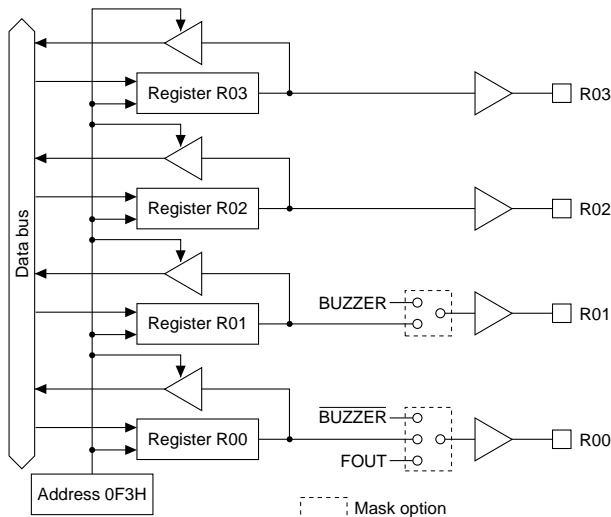 Register R03
R03
Register R02
R02
Data bus
BUZZER
Register R01
R01
BUZZER
Register R00
R00
FOUT
Address 0F3H
Mask option